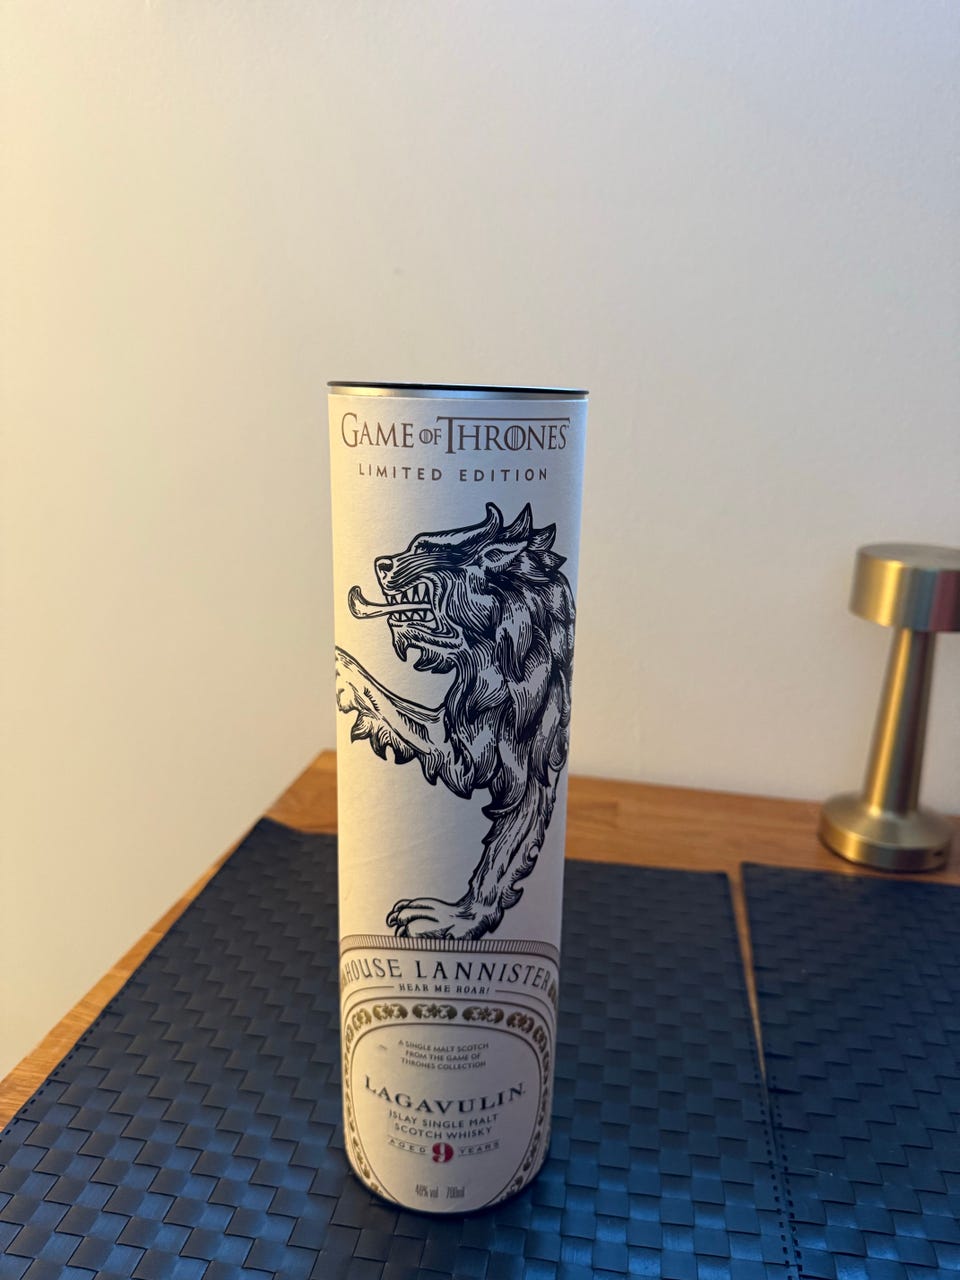 GAME OF THRONES
LIMITED EDITION
HOUSE LANNISTER
HEAR ME ROAR!
A SINGLE MALT SCOTCH
FROM THE GAME OF
THRONES COLLECTION
LAGAVULIN
ISLAY SINGLE MALT
SCOTCH WHISKY
AGED 9 YEARS
46% vol 700ml